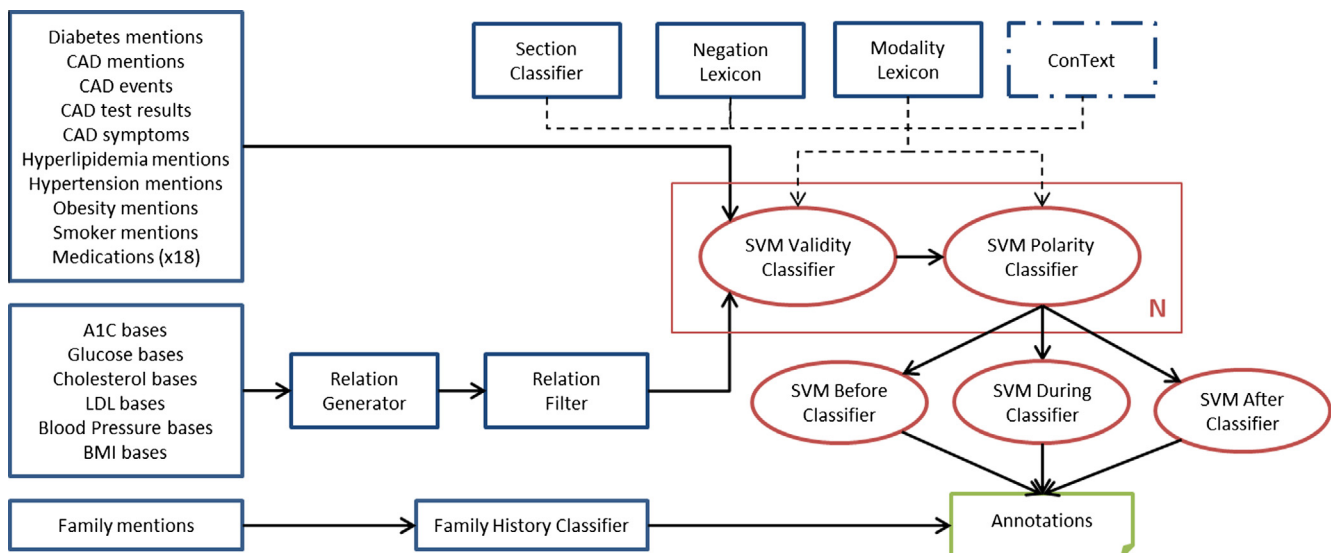 Diabetes mentions
CAD mentions
CAD events
CAD test results
CAD symptoms
Hyperlipidemia mentions
Hypertension mentions
Obesity mentions
Smoker mentions
Medications (x18)
Section
Classifier
Negation
Lexicon
Modality
Lexicon
ConText
SVM Validity
Classifier
SVM Polarity
Classifier
N
A1C bases
Glucose bases
Cholesterol bases
LDL bases
Blood Pressure bases
BMI bases
Relation
Generator
Relation
Filter
SVM Before
Classifier
SVM During
Classifier
SVM After
Classifier
Family mentions
Family History Classifier
Annotations